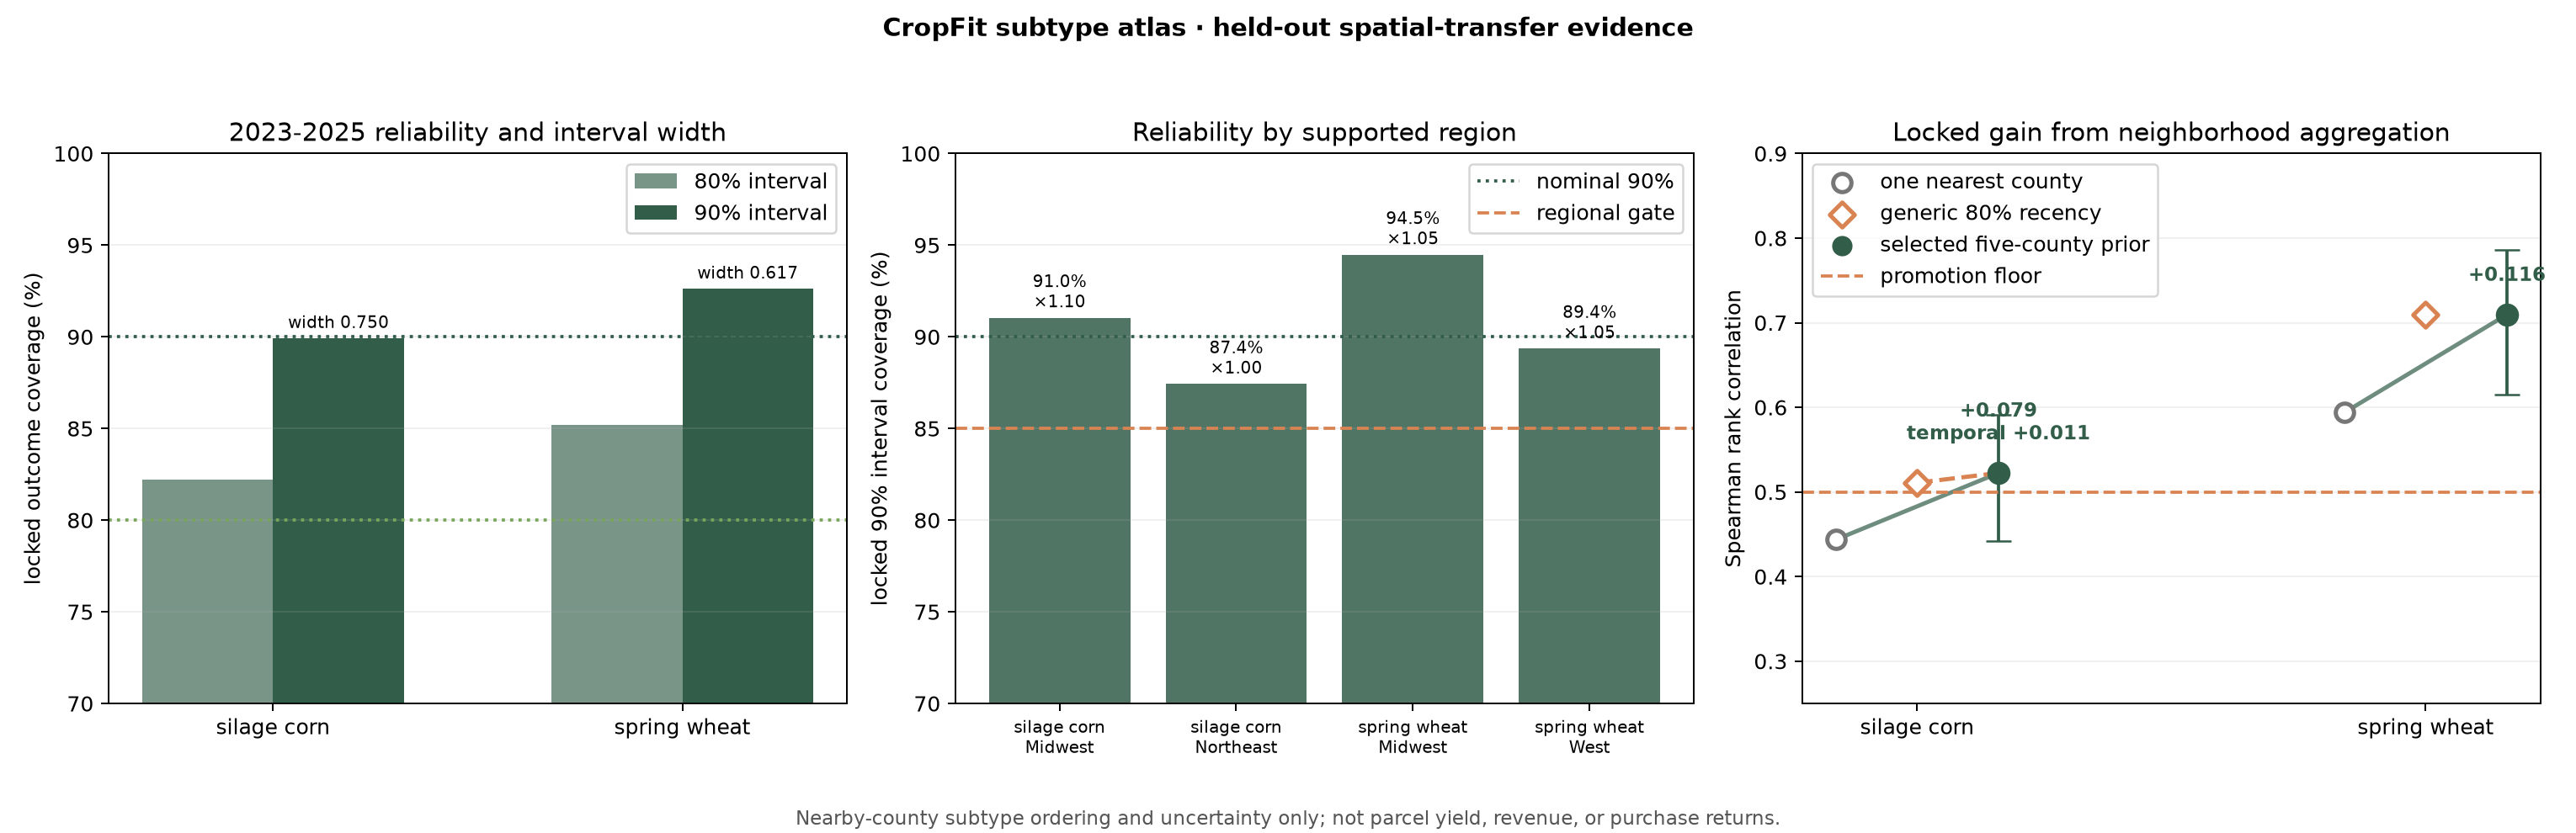 CropFit subtype atlas · held-out spatial-transfer evidence
2023-2025 reliability and interval width
locked outcome coverage (%)
100
95
90
85
80
75
70
80% interval
90% interval
width 0.750
width 0.617
silage corn
spring wheat
Reliability by supported region
locked 90% interval coverage (%)
100
95
90
85
80
75
70
nominal 90%
regional gate
91.0%
×1.10
87.4%
×1.00
94.5%
×1.05
89.4%
×1.05
silage corn
Midwest
silage corn
Northeast
spring wheat
Midwest
spring wheat
West
Locked gain from neighborhood aggregation
Spearman rank correlation
0.9
0.8
0.7
0.6
0.5
0.4
0.3
one nearest county
generic 80% recency
selected five-county prior
promotion floor
+0.079
temporal +0.011
+0.116
silage corn
spring wheat
Nearby-county subtype ordering and uncertainty only; not parcel yield, revenue, or purchase returns.